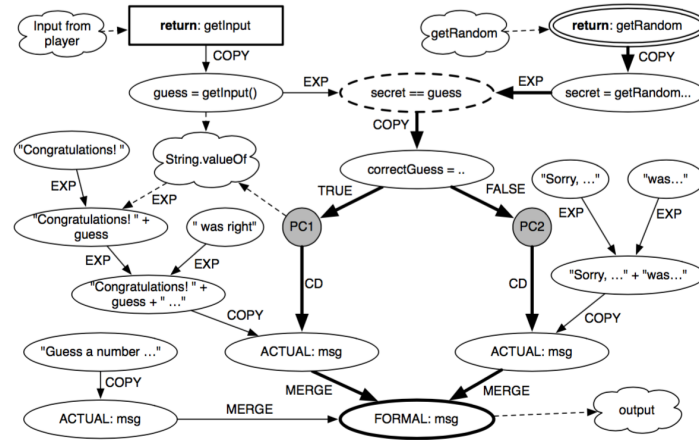 Input from
player
return: getInput
getRandom
return: getRandom
COPY
COPY
guess = getInput()
EXP
secret == guess
EXP
secret = getRandom...
COPY
"Congratulations! "
String.valueOf
correctGuess = ..
"Sorry, ..."
"was..."
EXP
EXP
TRUE
FALSE
EXP
EXP
"Congratulations! " +
guess
" was right"
PC1
PC2
EXP
EXP
"Congratulations! " +
guess + " ..."
CD
CD
"Sorry, ..." + "was..."
COPY
COPY
"Guess a number ..."
ACTUAL: msg
ACTUAL: msg
COPY
MERGE
MERGE
ACTUAL: msg
MERGE
FORMAL: msg
output